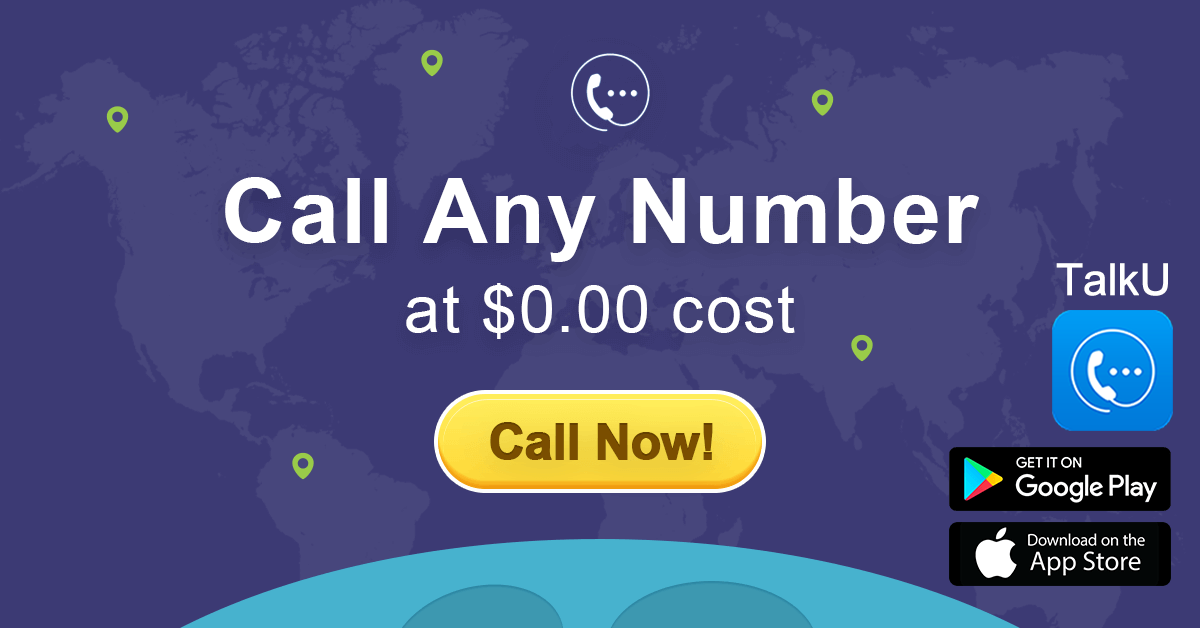 Call Any Number
at $0.00 cost
Call Now!
TalkU
GET IT ON
Google Play
Download on the
App Store